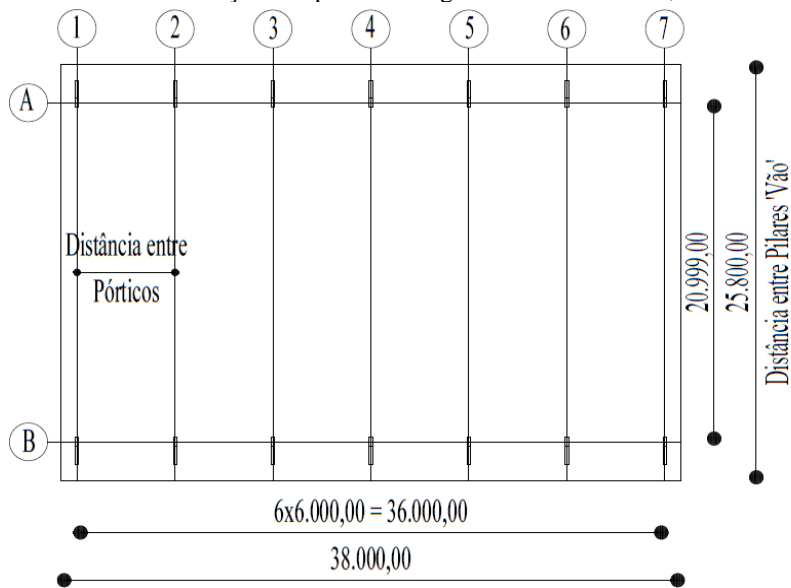 1 2 3 4 5 6 7
A
Distância entre
Pórticos
B
20.999,00
25.800,00
Distância entre Pilares 'Vão'
6x6.000,00 = 36.000,00
38.000,00